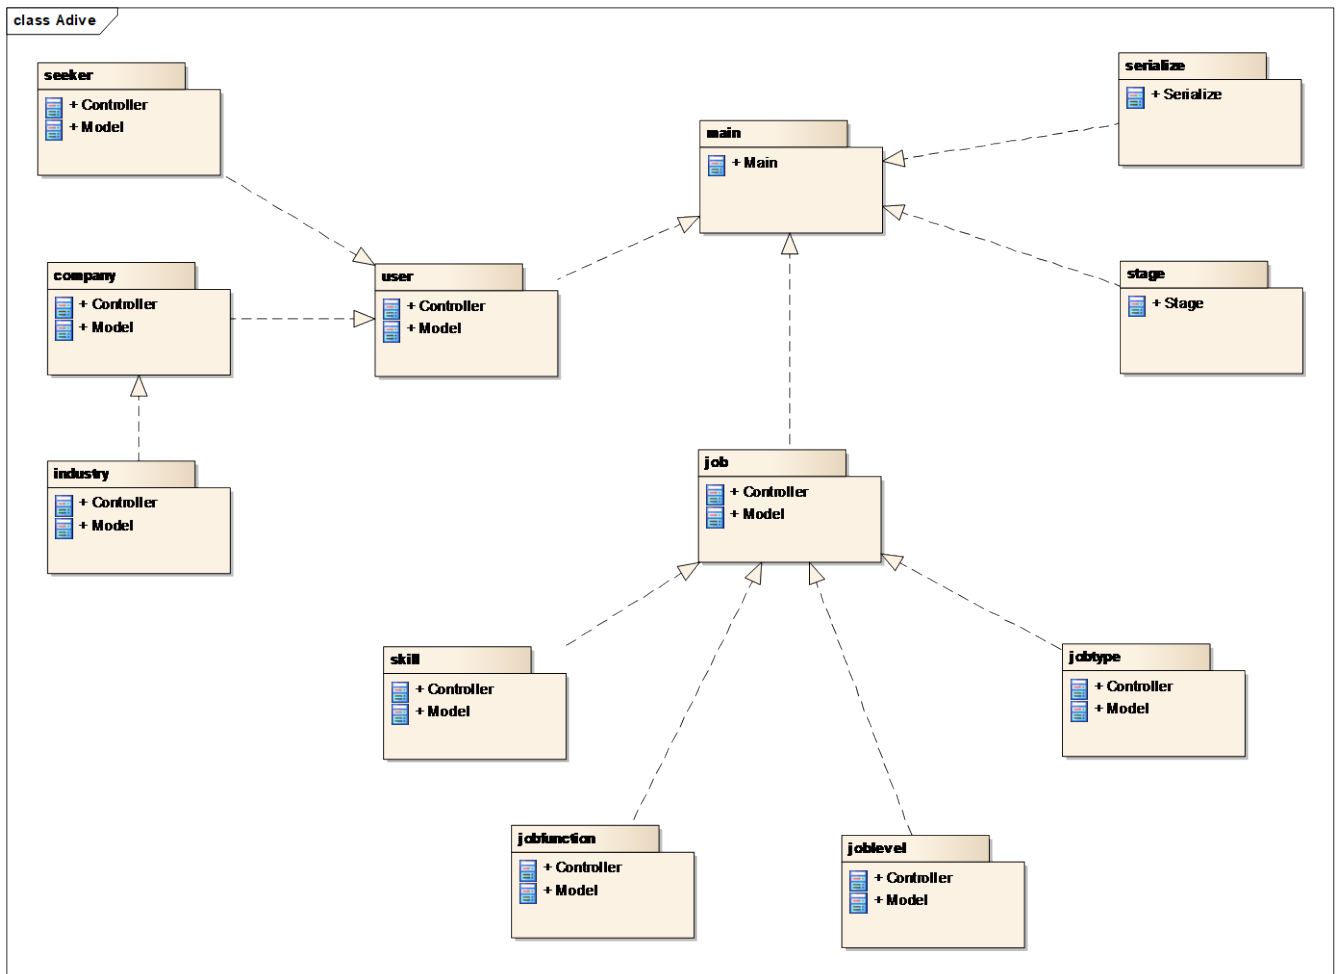 class Adive
seeker
+ Controller
+ Model
serialize
+ Serialize
main
+ Main
company
+ Controller
+ Model
user
+ Controller
+ Model
stage
+ Stage
industry
+ Controller
+ Model
job
+ Controller
+ Model
skill
+ Controller
+ Model
jobtype
+ Controller
+ Model
jobfunction
+ Controller
+ Model
joblevel
+ Controller
+ Model